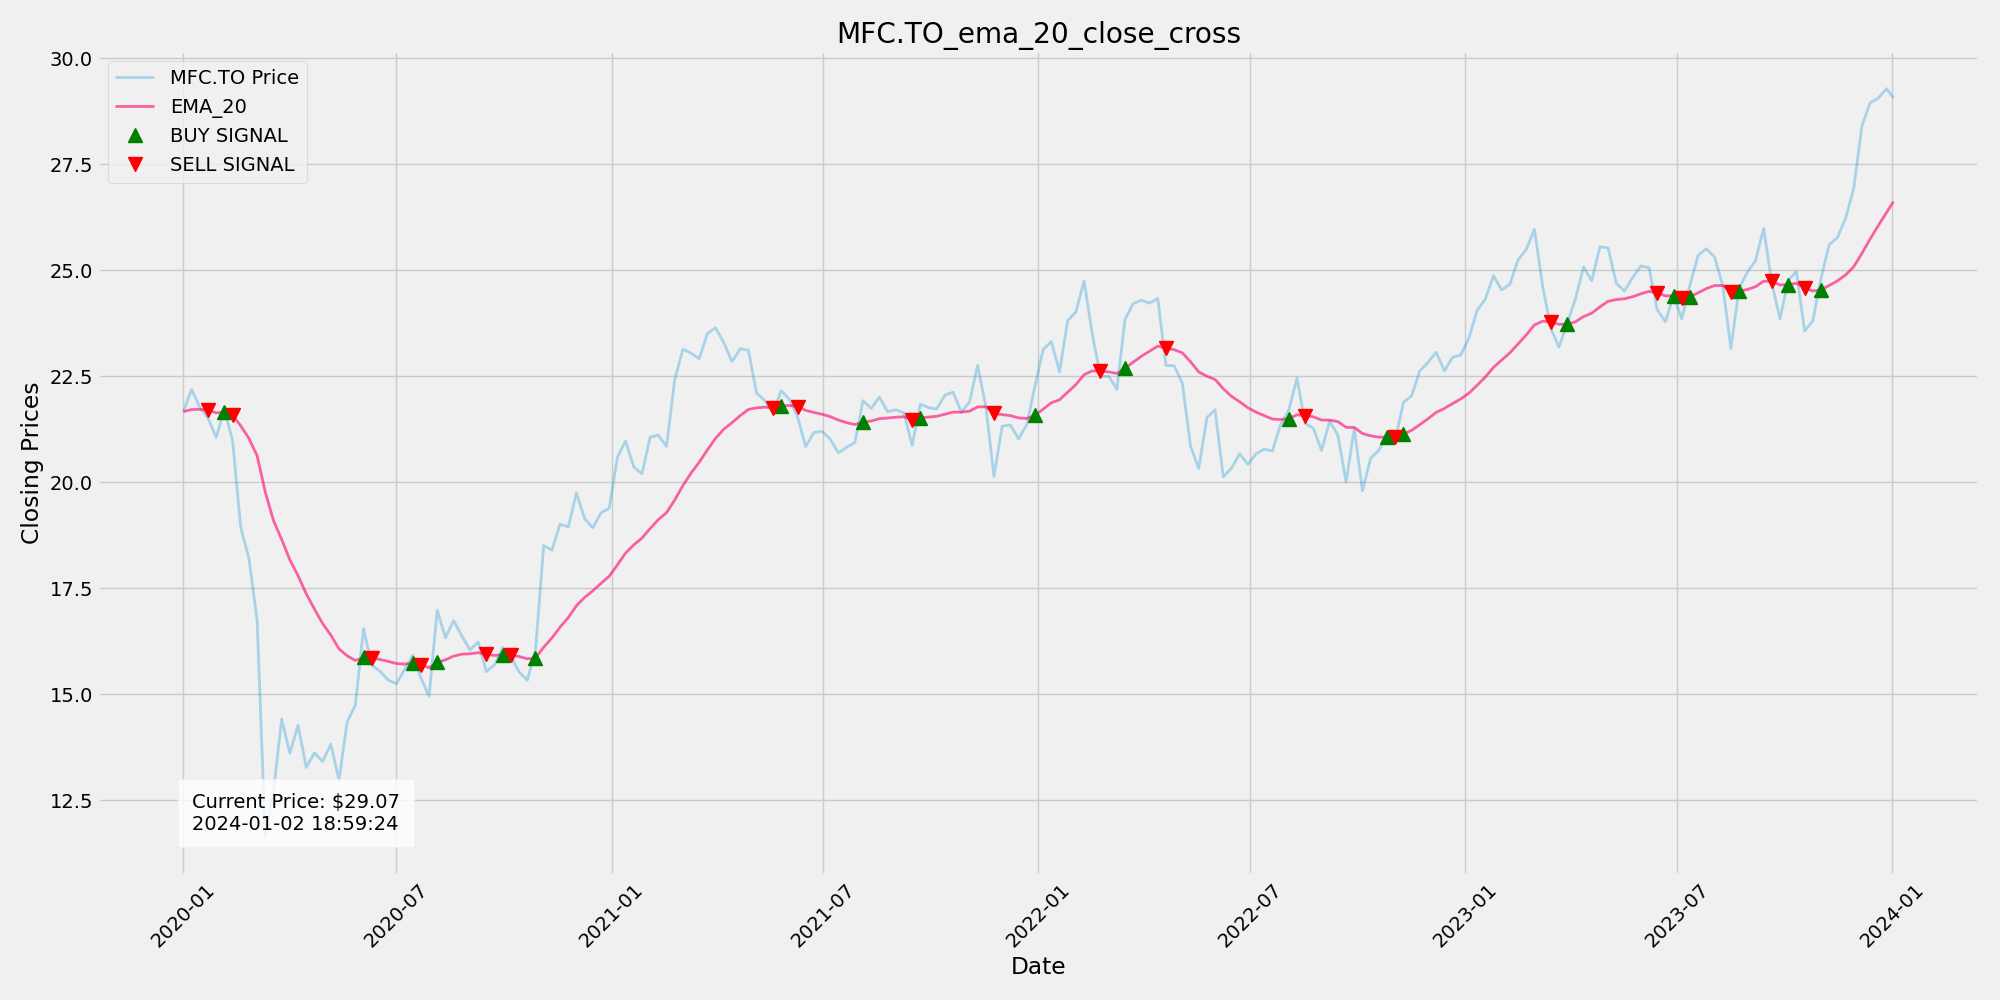 MFC.TO_ema_20_close_cross
30.0
27.5
25.0
22.5
20.0
17.5
15.0
12.5
Closing Prices
MFC.TO Price
EMA_20
BUY SIGNAL
SELL SIGNAL
Current Price: $29.07
2024-01-02 18:59:24
2020-01
2020-07
2021-01
2021-07
2022-01
2022-07
2023-01
2023-07
2024-01
Date